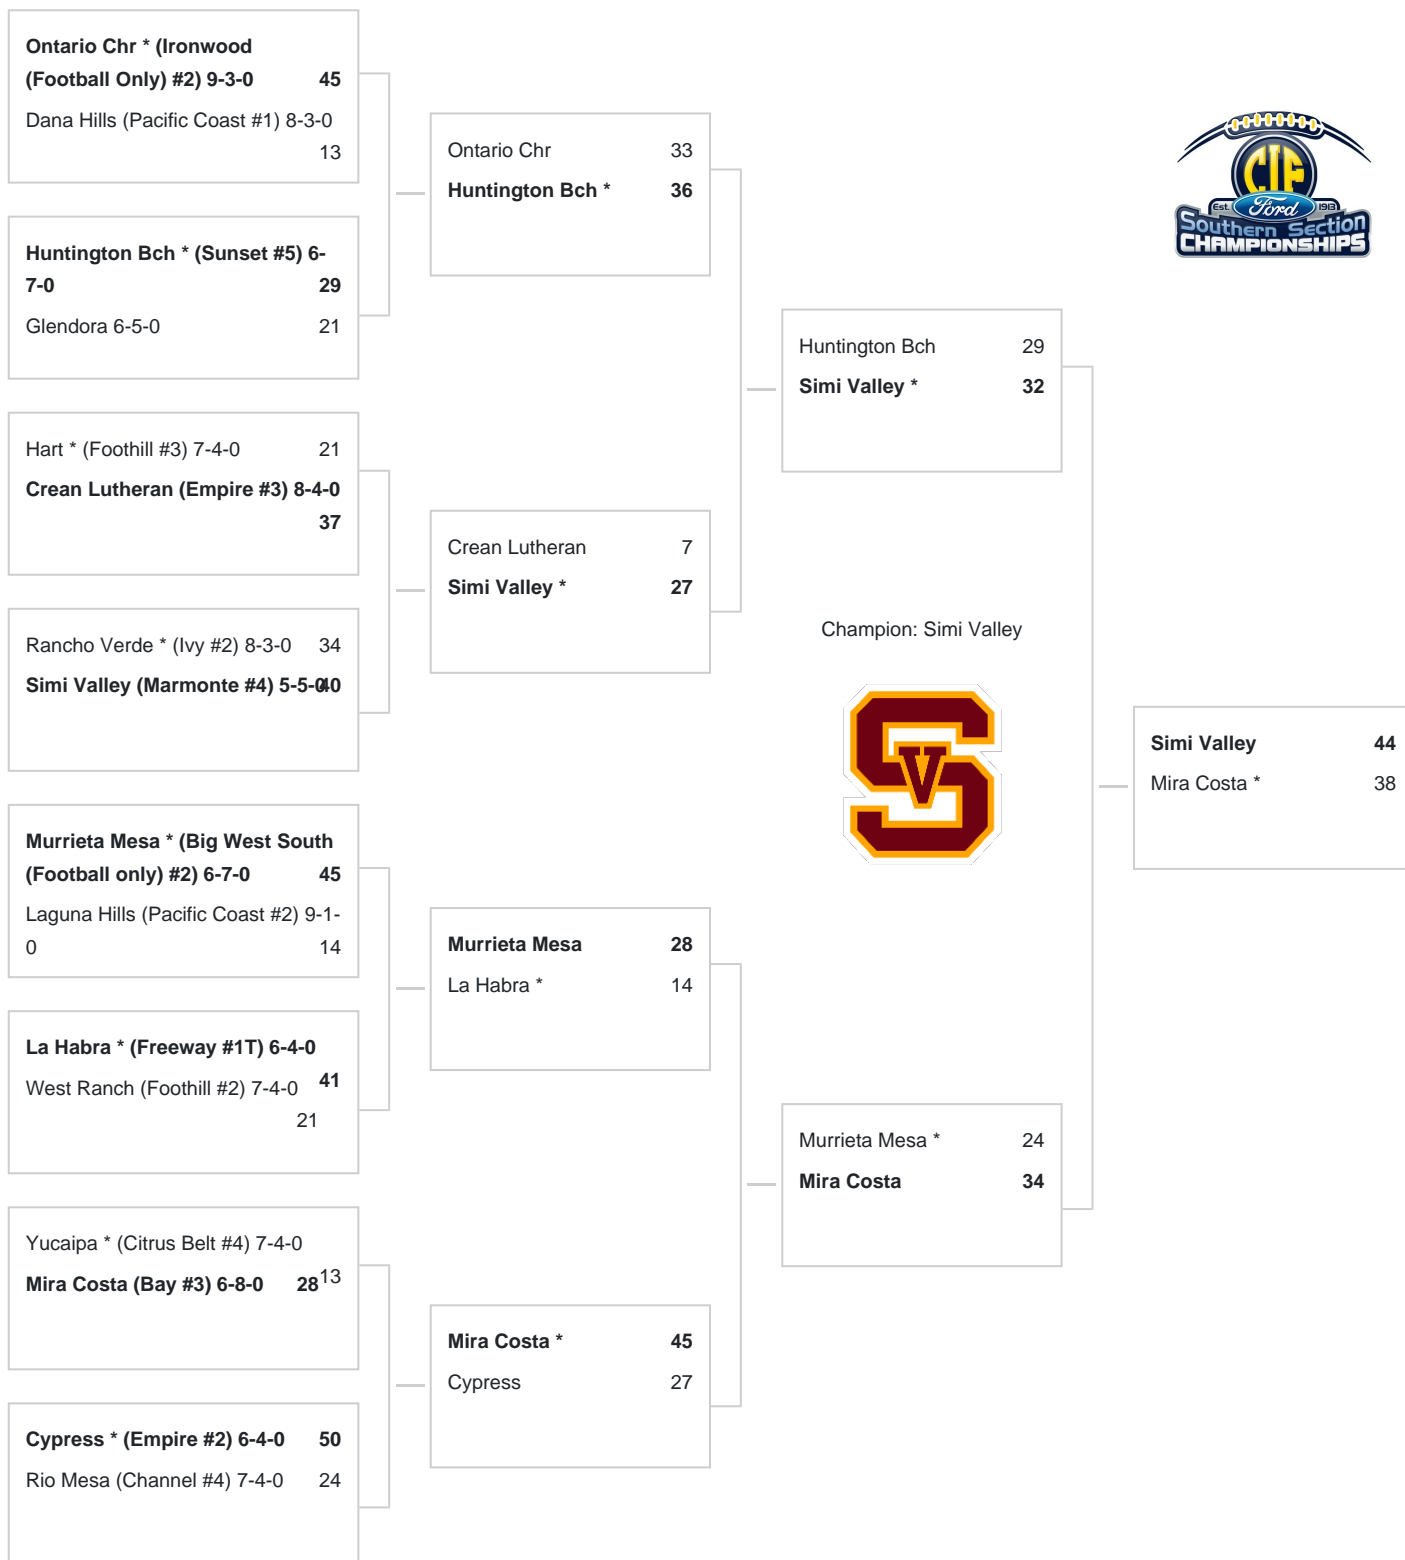 Ontario Chr * (Ironwood
(Football Only) #2) 9-3-0 45
Dana Hills (Pacific Coast #1) 8-3-0
13
Huntington Bch * (Sunset #5) 6-
7-0 29
Glendora 6-5-0 21
Hart * (Foothill #3) 7-4-0 21
Crean Lutheran (Empire #3) 8-4-0
37
Rancho Verde * (Ivy #2) 8-3-0 34
Simi Valley (Marmonte #4) 5-5-0 40
Murrieta Mesa * (Big West South
(Football only) #2) 6-7-0 45
Laguna Hills (Pacific Coast #2) 9-1-
0 14
La Habra * (Freeway #1T) 6-4-0
41
West Ranch (Foothill #2) 7-4-0
21
Yucaipa * (Citrus Belt #4) 7-4-0
13
Mira Costa (Bay #3) 6-8-0 28
Cypress * (Empire #2) 6-4-0 50
Rio Mesa (Channel #4) 7-4-0 24
Ontario Chr 33
Huntington Bch * 36
Crean Lutheran 7
Simi Valley * 27
Murrieta Mesa 28
La Habra * 14
Mira Costa * 45
Cypress 27
Huntington Bch 29
Simi Valley * 32
Murrieta Mesa * 24
Mira Costa 34
Simi Valley 44
Mira Costa * 38
Champion: Simi Valley
SV
CIF
Est. Ford 1913
Southern Section
CHAMPIONSHIPS